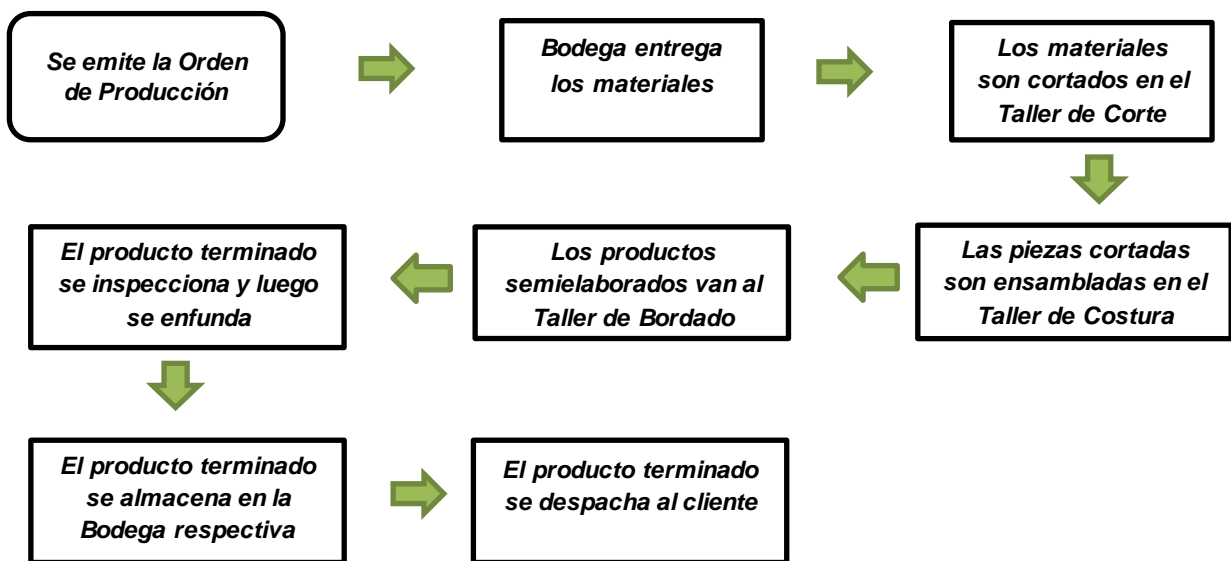 Se emite la Orden
de Producción
Bodega entrega
los materiales
Los materiales
son cortados en el
Taller de Corte
Las piezas cortadas
son ensambladas en el
Taller de Costura
Los productos
semielaborados van al
Taller de Bordado
El producto terminado
se inspecciona y luego
se enfunda
El producto terminado
se almacena en la
Bodega respectiva
El producto terminado
se despacha al cliente